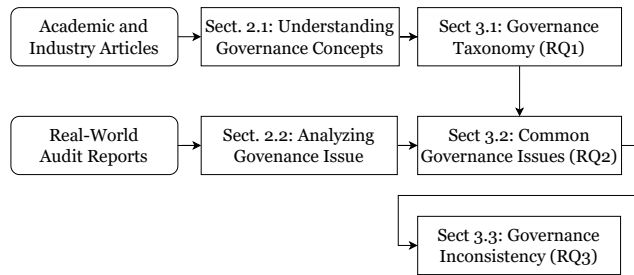 Academic and
Industry Articles
Sect. 2.1: Understanding
Governance Concepts
Sect 3.1: Governance
Taxonomy (RQ1)
Real-World
Audit Reports
Sect. 2.2: Analyzing
Govenance Issue
Sect 3.2: Common
Governance Issues (RQ2)
Sect 3.3: Governance
Inconsistency (RQ3)